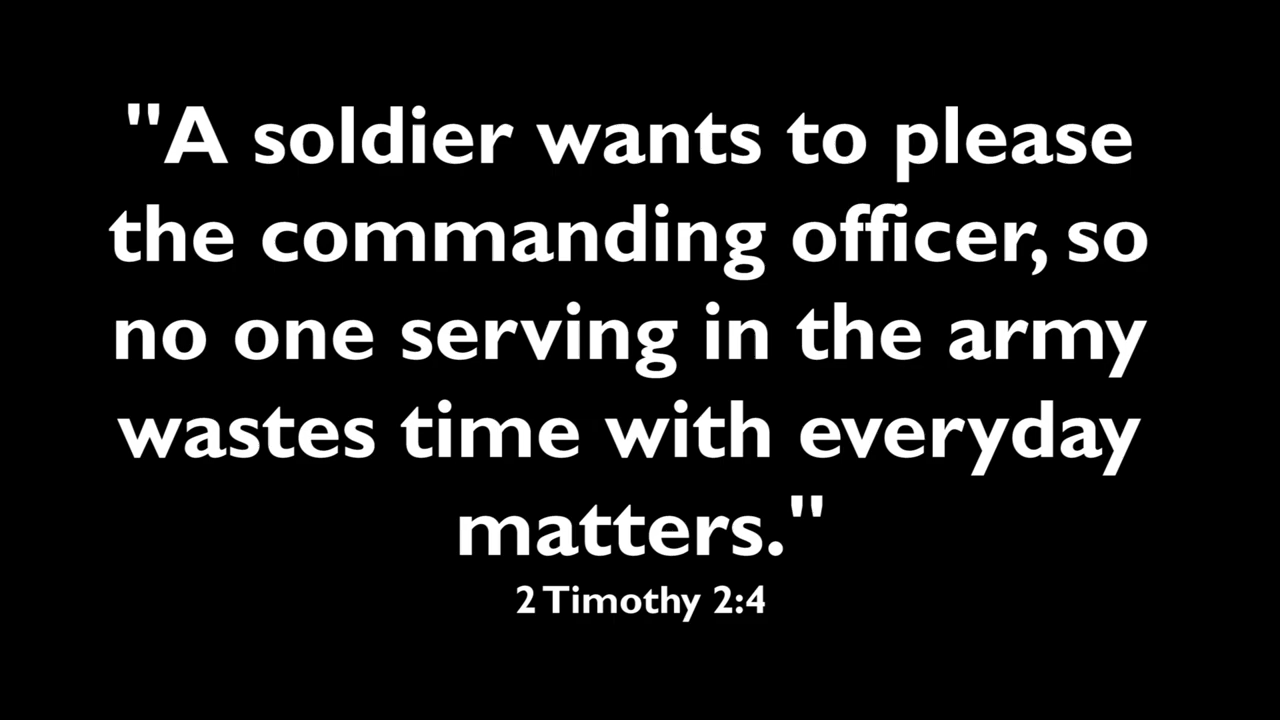 "A soldier wants to please
the commanding officer, so
no one serving in the army
wastes time with everyday
matters."
2 Timothy 2:4